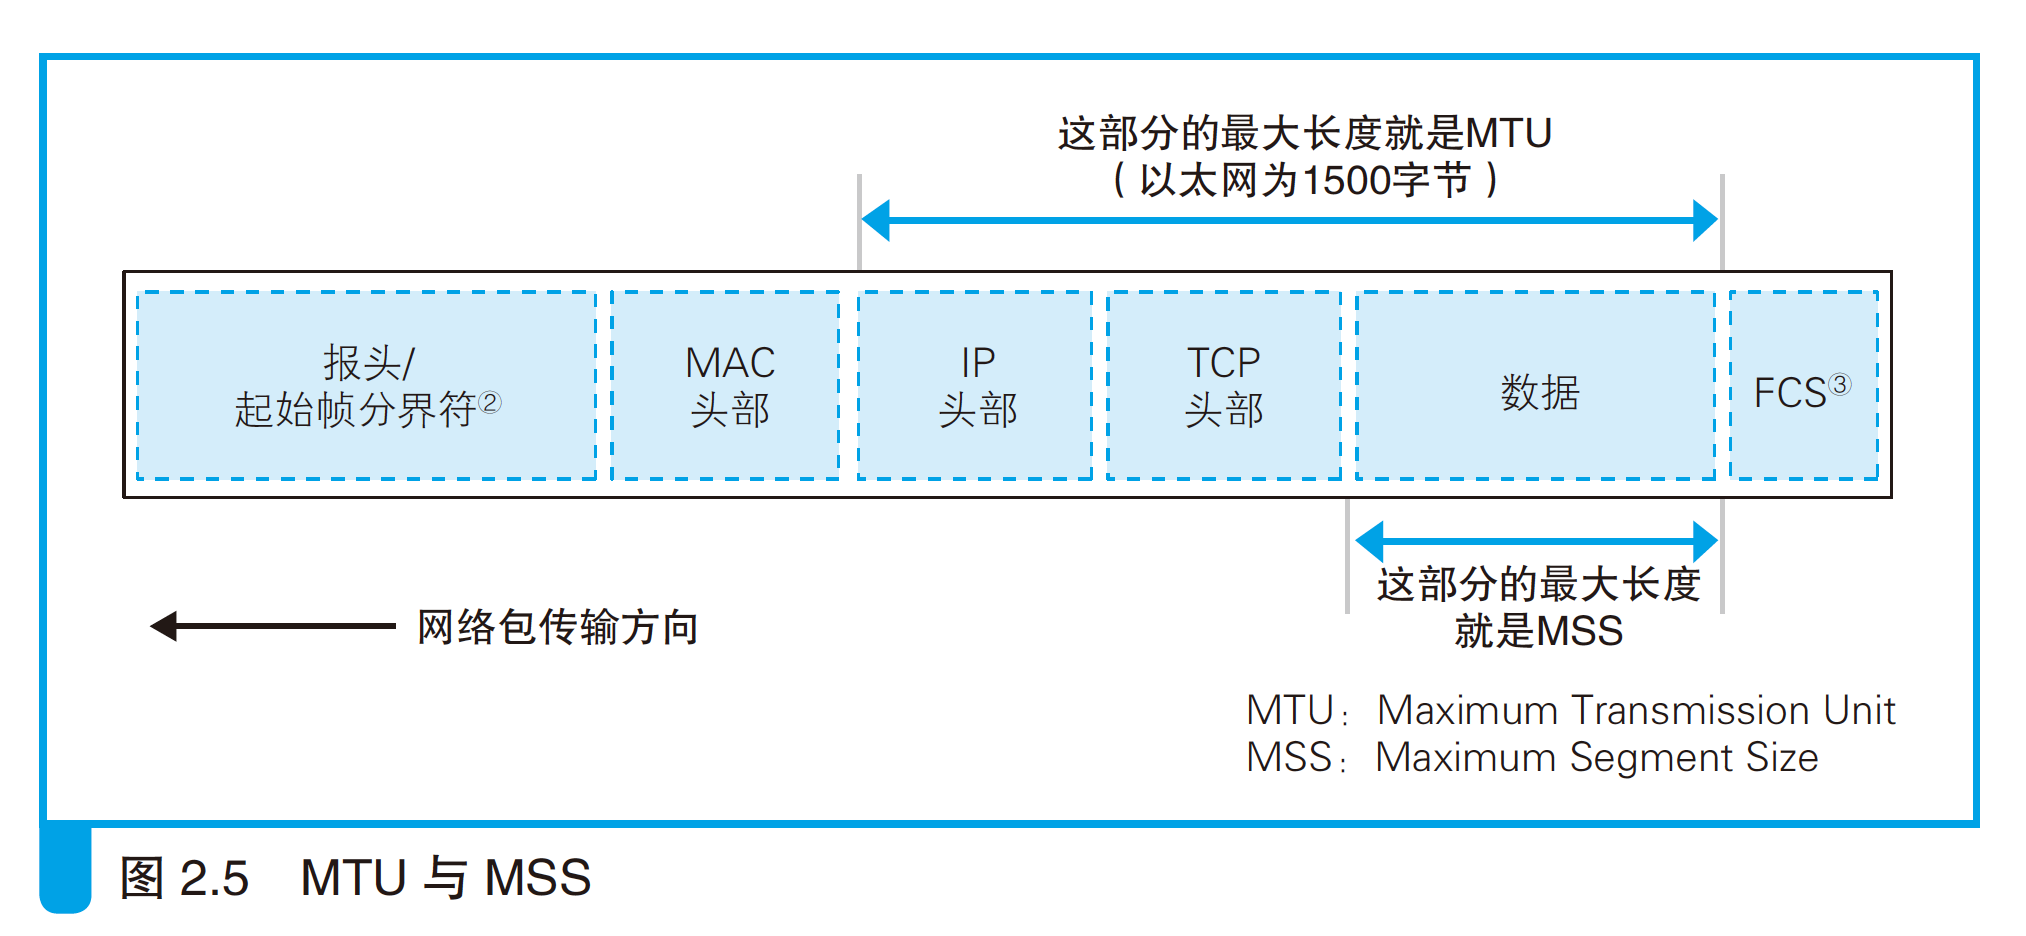 这部分的最大长度就是MTU
（以太网为1500字节）
报头/
起始帧分界符②
MAC
头部
IP
头部
TCP
头部
数据
FCS③
这部分的最大长度
就是MSS
网络包传输方向
MTU：Maximum Transmission Unit
MSS：Maximum Segment Size
图 2.5 MTU 与 MSS